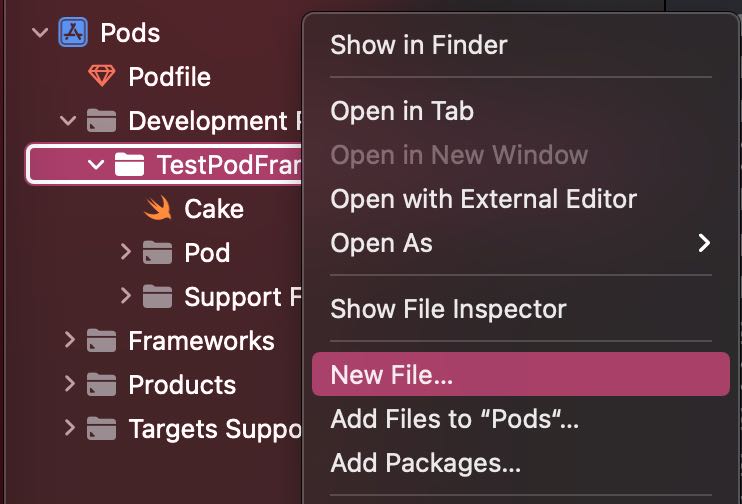 Pods
Podfile
Development
TestPodFran
Cake
Pod
Support F
Frameworks
Products
Targets Suppo
Show in Finder
Open in Tab
Open in New Window
Open with External Editor
Open As
Show File Inspector
New File...
Add Files to “Pods“...
Add Packages...